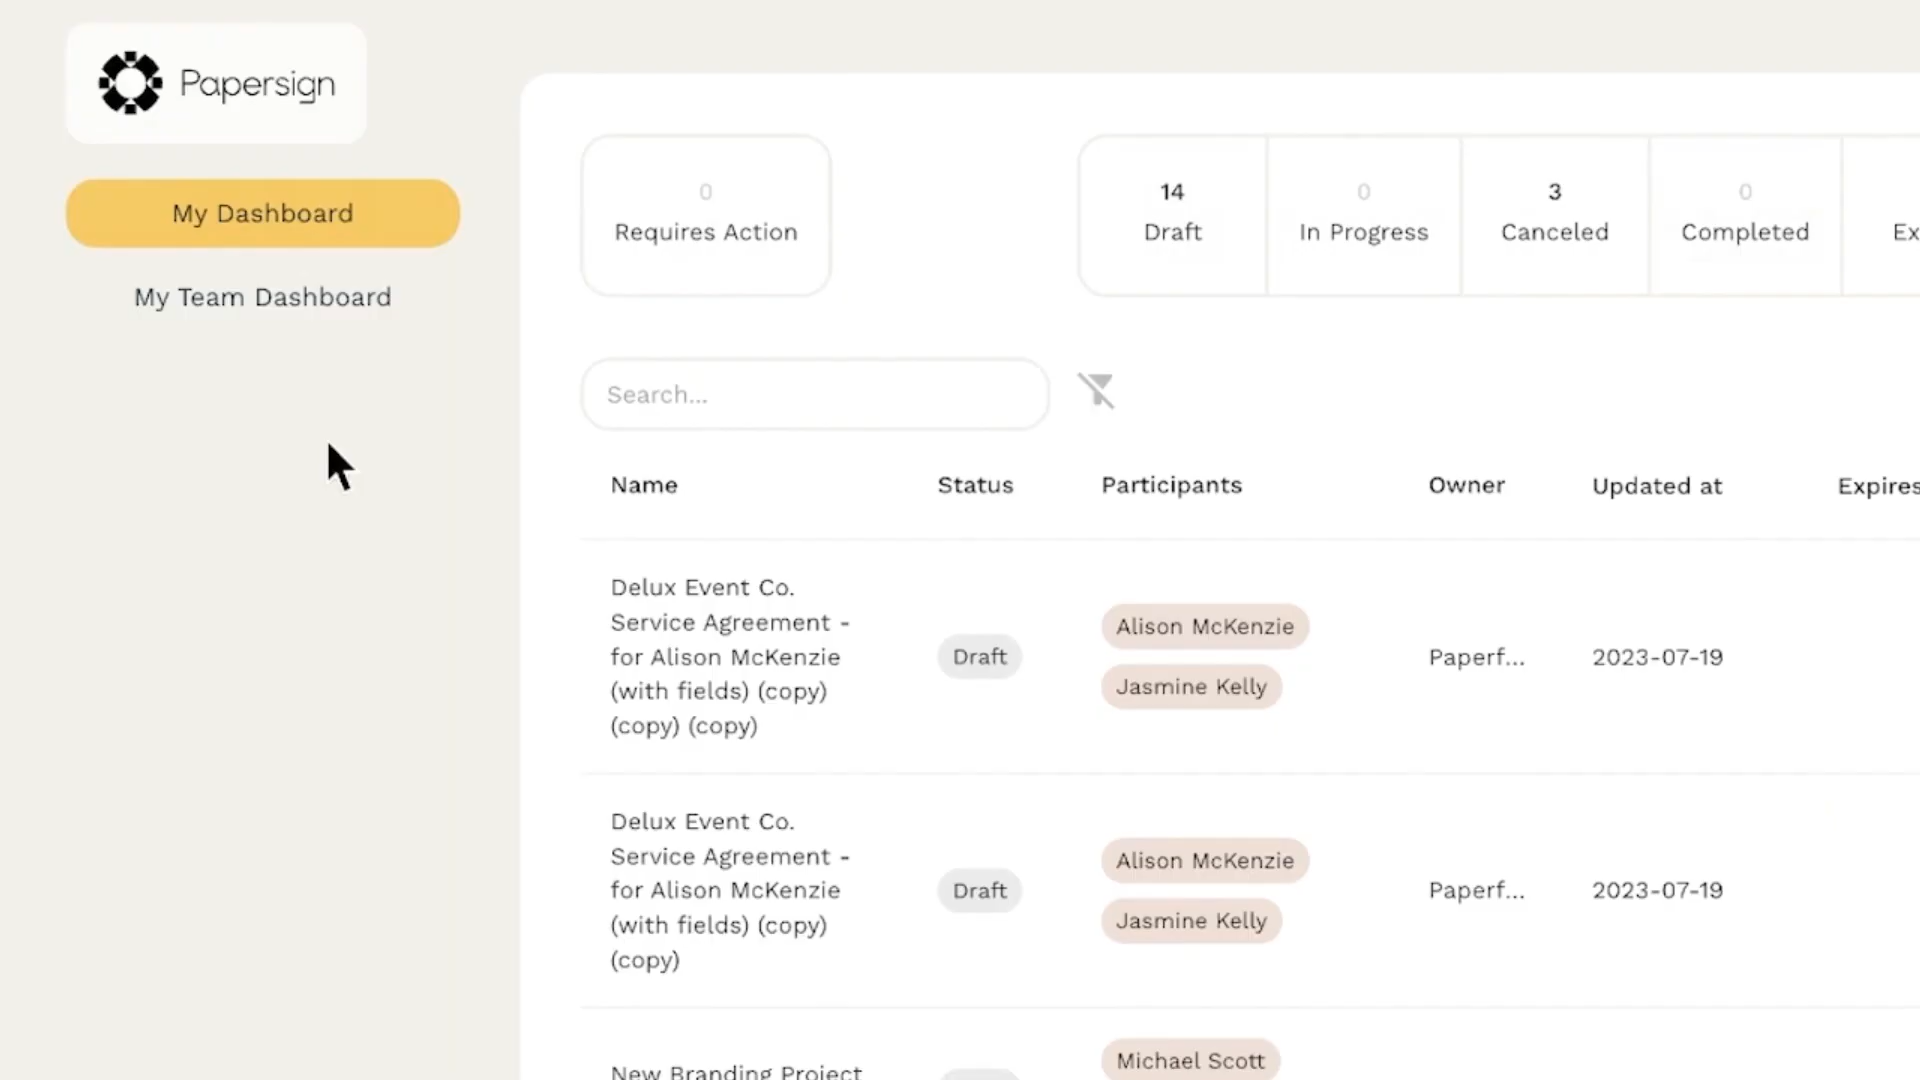 Papersign
My Dashboard
My Team Dashboard
0
Requires Action
14
Draft
0
In Progress
3
Canceled
0
Completed
Ex
Search...
Name
Status
Participants
Owner
Updated at
Expires
Delux Event Co.
Service Agreement -
for Alison McKenzie
(with fields) (copy)
(copy) (copy)
Draft
Alison McKenzie
Jasmine Kelly
Paperf...
2023-07-19
Delux Event Co.
Service Agreement -
for Alison McKenzie
(with fields) (copy)
(copy)
Draft
Alison McKenzie
Jasmine Kelly
Paperf...
2023-07-19
New Branding Project
Michael Scott